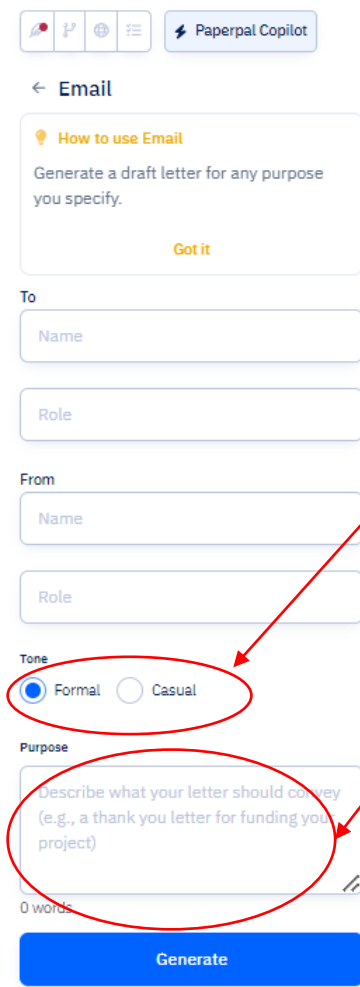 Paperpal Copilot
Email
How to use Email
Generate a draft letter for any purpose
you specify.
Got it
To
Name
Role
From
Name
Role
Tone
Formal Casual
Purpose
Describe what your letter should convey
(e.g., a thank you letter for funding your
project)
0 words
Generate